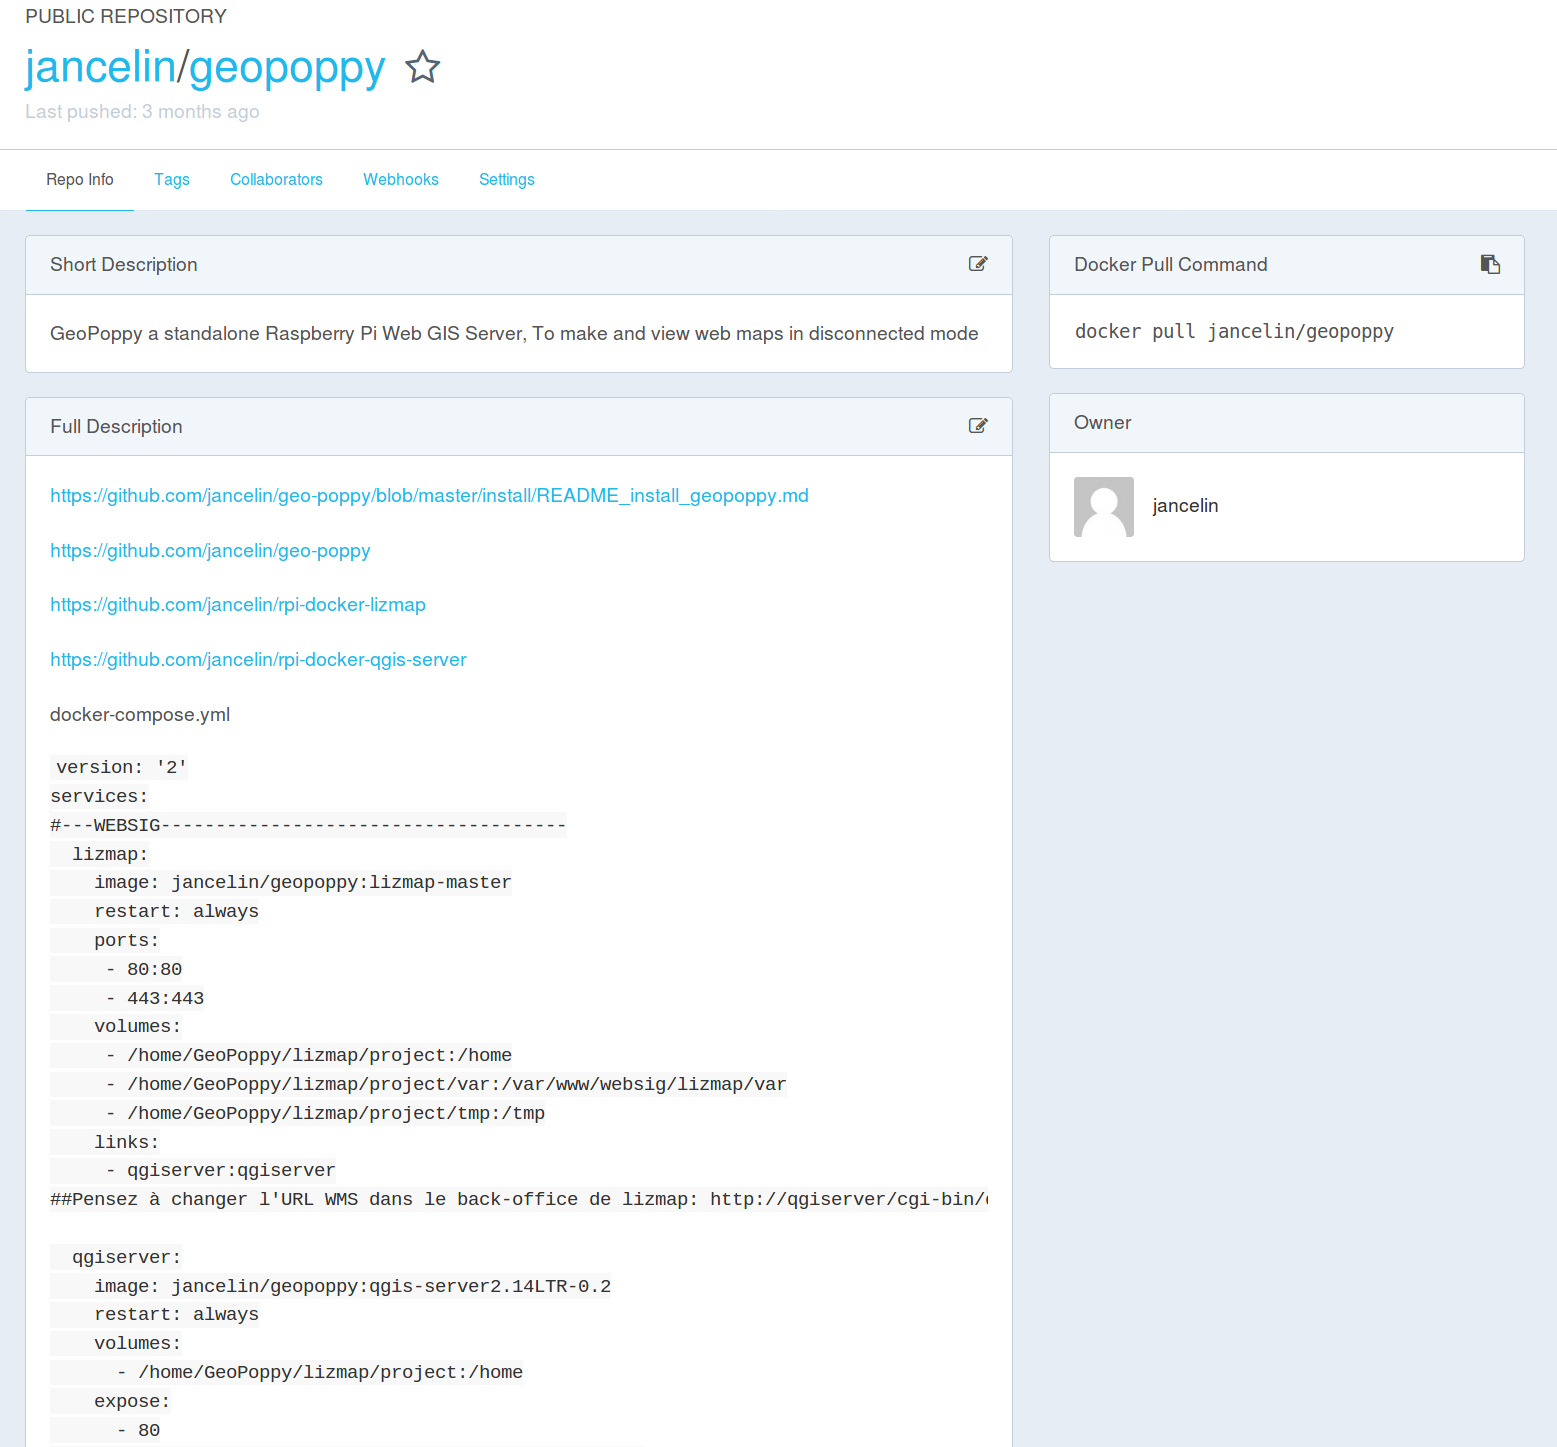 PUBLIC REPOSITORY
jancelin/geopoppy
Last pushed: 3 months ago
Repo Info Tags Collaborators Webhooks Settings
Short Description
GeoPoppy a standalone Raspberry Pi Web GIS Server, To make and view web maps in disconnected mode
Full Description
https://github.com/jancelin/geo-poppy/blob/master/install/README_install_geopoppy.md
https://github.com/jancelin/geo-poppy
https://github.com/jancelin/rpi-docker-lizmap
https://github.com/jancelin/rpi-docker-qgis-server
docker-compose.yml
version: '2'
services:
#---WEBSIG-------------------------------------
  lizmap:
    image: jancelin/geopoppy:lizmap-master
    restart: always
    ports:
     - 80:80
     - 443:443
    volumes:
     - /home/GeoPoppy/lizmap/project:/home
     - /home/GeoPoppy/lizmap/project/var:/var/www/websig/lizmap/var
     - /home/GeoPoppy/lizmap/project/tmp:/tmp
    links:
     - qgiserver:qgiserver
##Pensez à changer l'URL WMS dans le back-office de lizmap: http://qgiserver/cgi-bin/
  qgiserver:
    image: jancelin/geopoppy:qgis-server2.14LTR-0.2
    restart: always
    volumes:
      - /home/GeoPoppy/lizmap/project:/home
    expose:
      - 80
Docker Pull Command
docker pull jancelin/geopoppy
Owner
jancelin